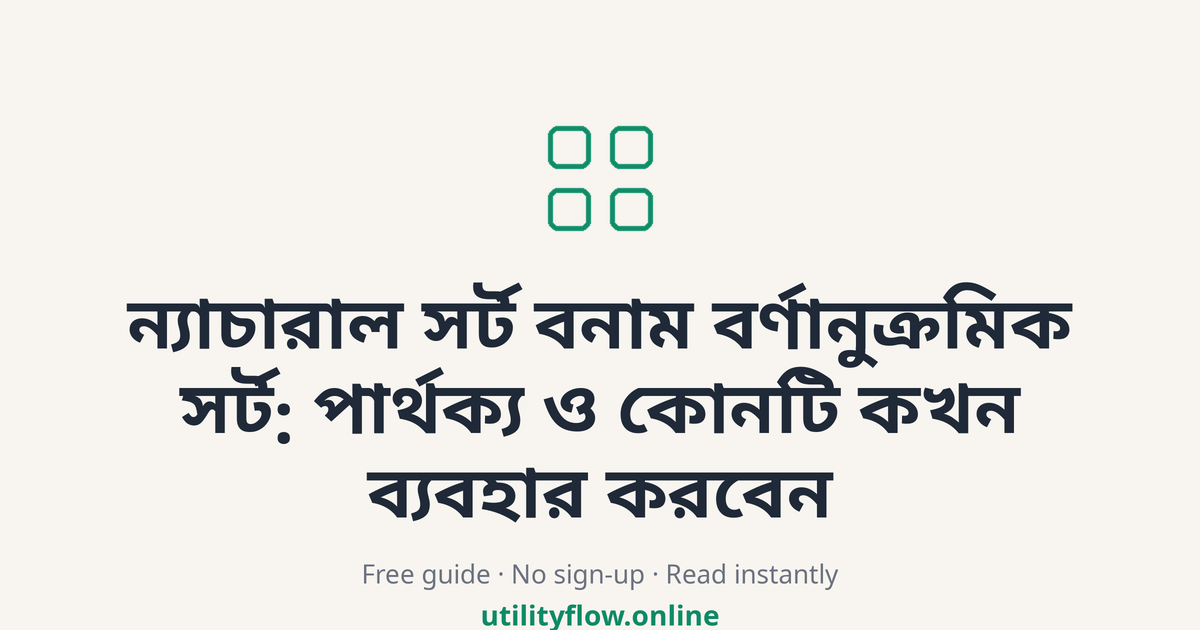 ন্যাচারাল সর্ট বনাম বর্ণানুক্রমিক
সর্ট: পার্থক্য ও কোনটি কখন
ব্যবহার করবেন
Free guide · No sign-up · Read instantly
utilityflow.online